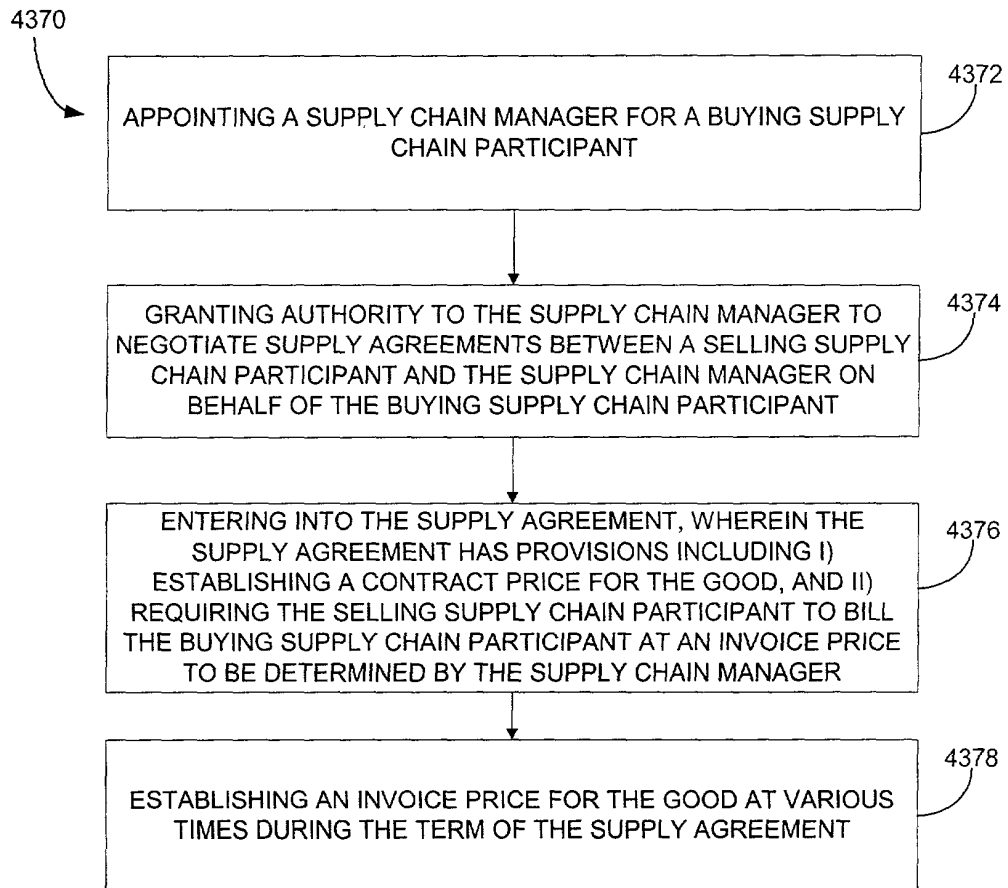 4370
4372
APPOINTING A SUPPLY CHAIN MANAGER FOR A BUYING SUPPLY
CHAIN PARTICIPANT
4374
GRANTING AUTHORITY TO THE SUPPLY CHAIN MANAGER TO
NEGOTIATE SUPPLY AGREEMENTS BETWEEN A SELLING SUPPLY
CHAIN PARTICIPANT AND THE SUPPLY CHAIN MANAGER ON
BEHALF OF THE BUYING SUPPLY CHAIN PARTICIPANT
4376
ENTERING INTO THE SUPPLY AGREEMENT, WHEREIN THE
SUPPLY AGREEMENT HAS PROVISIONS INCLUDING I)
ESTABLISHING A CONTRACT PRICE FOR THE GOOD, AND II)
REQUIRING THE SELLING SUPPLY CHAIN PARTICIPANT TO BILL
THE BUYING SUPPLY CHAIN PARTICIPANT AT AN INVOICE PRICE
TO BE DETERMINED BY THE SUPPLY CHAIN MANAGER
4378
ESTABLISHING AN INVOICE PRICE FOR THE GOOD AT VARIOUS
TIMES DURING THE TERM OF THE SUPPLY AGREEMENT